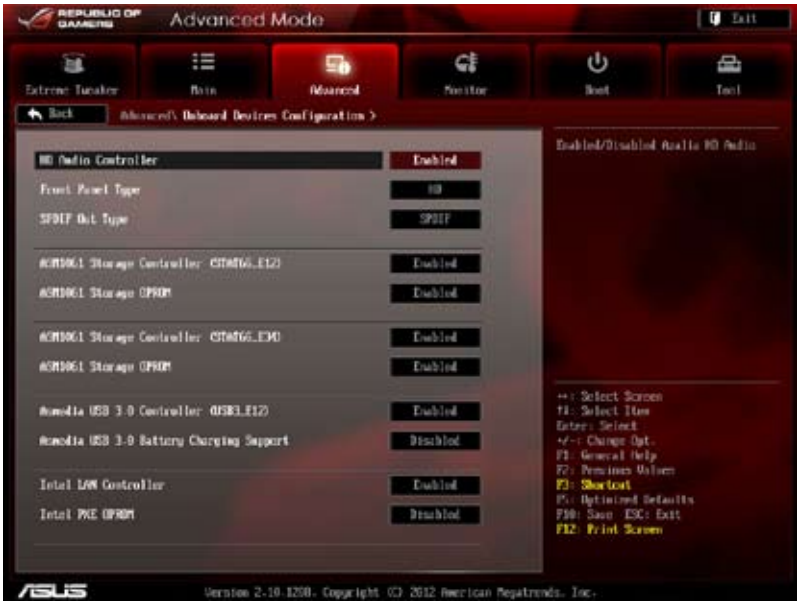 REPUBLIC OF GAMERS
Advanced Mode
Exit
Extreme Tweaker
Main
Advanced
Monitor
Boot
Tool
Back
Advanced\ Onboard Devices Configuration >
HD Audio Controller Enabled
Front Panel Type HD
SPDIF Out Type SPDIF
ASM1061 Storage Controller (STAT6G_E12) Enabled
ASM1061 Storage OPROM Enabled
ASM1061 Storage Controller (STAT6G_E34) Enabled
ASM1061 Storage OPROM Enabled
Asmedia USB 3.0 Controller (USB3_E12) Enabled
Asmedia USB 3.0 Battery Charging Support Disabled
Intel LAN Controller Enabled
Intel PXE OPROM Disabled
Enabled/Disabled Azalia HD Audio
→←: Select Screen
↑↓: Select Item
Enter: Select
+/-: Change Opt.
F1: General Help
F2: Previous Values
F3: Shortcut
F5: Optimized Defaults
F10: Save ESC: Exit
F12: Print Screen
ASUS
Version 2.10.1208. Copyright (C) 2012 American Megatrends, Inc.